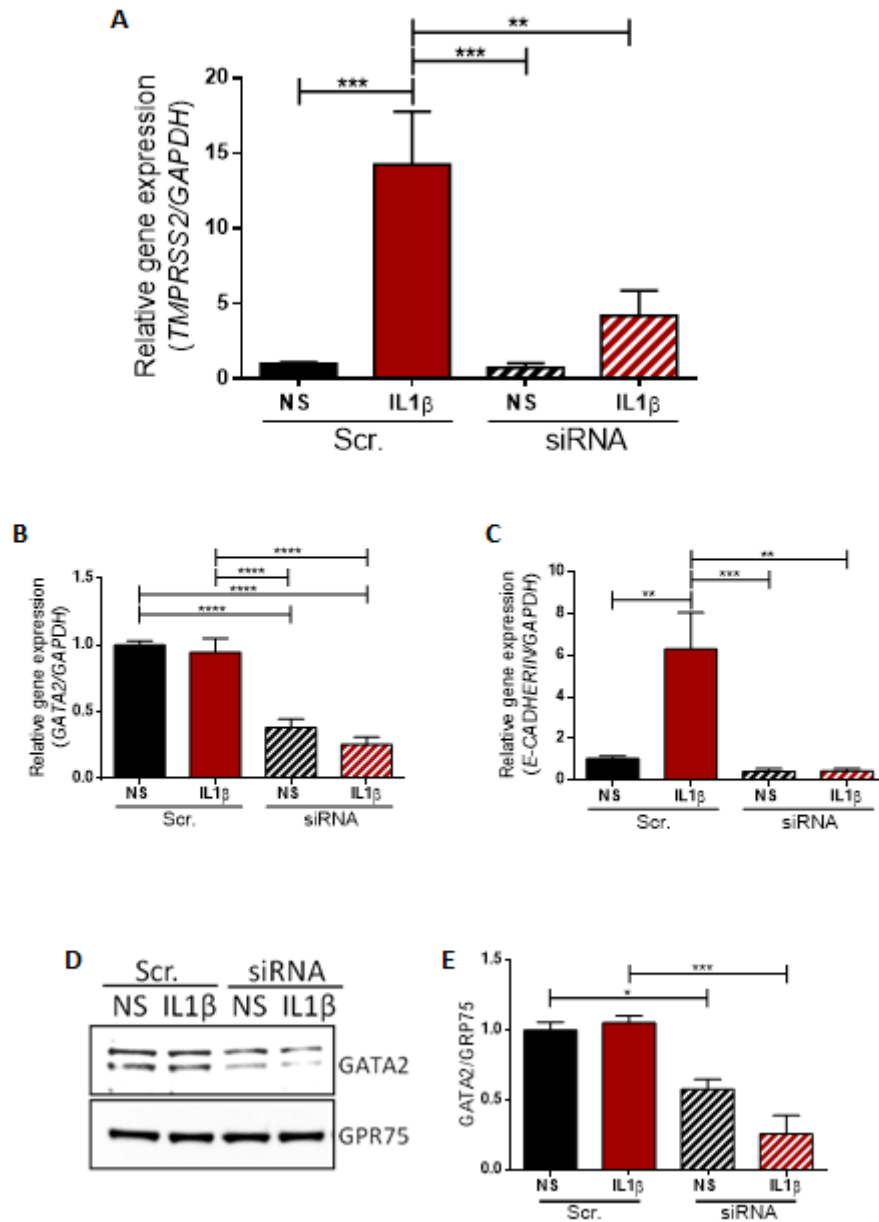 A
**
***
***
20
15
10
5
0
Relative gene expression
(TMPRSS2/GAPDH)
NS IL1β NS IL1β
Scr. siRNA
B
****
****
****
****
1.5
1.0
0.5
0.0
Relative gene expression
(GATA2/GAPDH)
NS IL1β NS IL1β
Scr. siRNA
C
**
***
**
10
8
6
4
2
0
Relative gene expression
(E-CADHERIN/GAPDH)
NS IL1β NS IL1β
Scr. siRNA
D
Scr. siRNA
NS IL1β NS IL1β
GATA2
GPR75
E
***
*
1.5
1.0
0.5
0.0
GATA2/GRP75
NS IL1β NS IL1β
Scr. siRNA